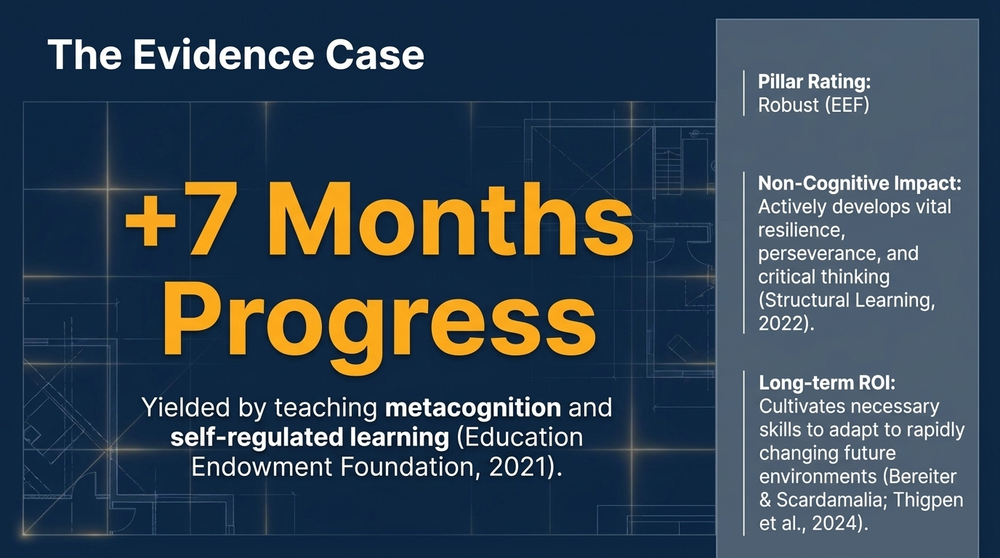 The Evidence Case
+7 Months
Progress
Yielded by teaching metacognition and
self-regulated learning (Education
Endowment Foundation, 2021).
Pillar Rating:
Robust (EEF)
Non-Cognitive Impact:
Actively develops vital
resilience,
perseverance, and
critical thinking
(Structural Learning,
2022).
Long-term ROI:
Cultivates necessary
skills to adapt to rapidly
changing future
environments (Bereiter
& Scardamalia; Thigpen
et al., 2024).